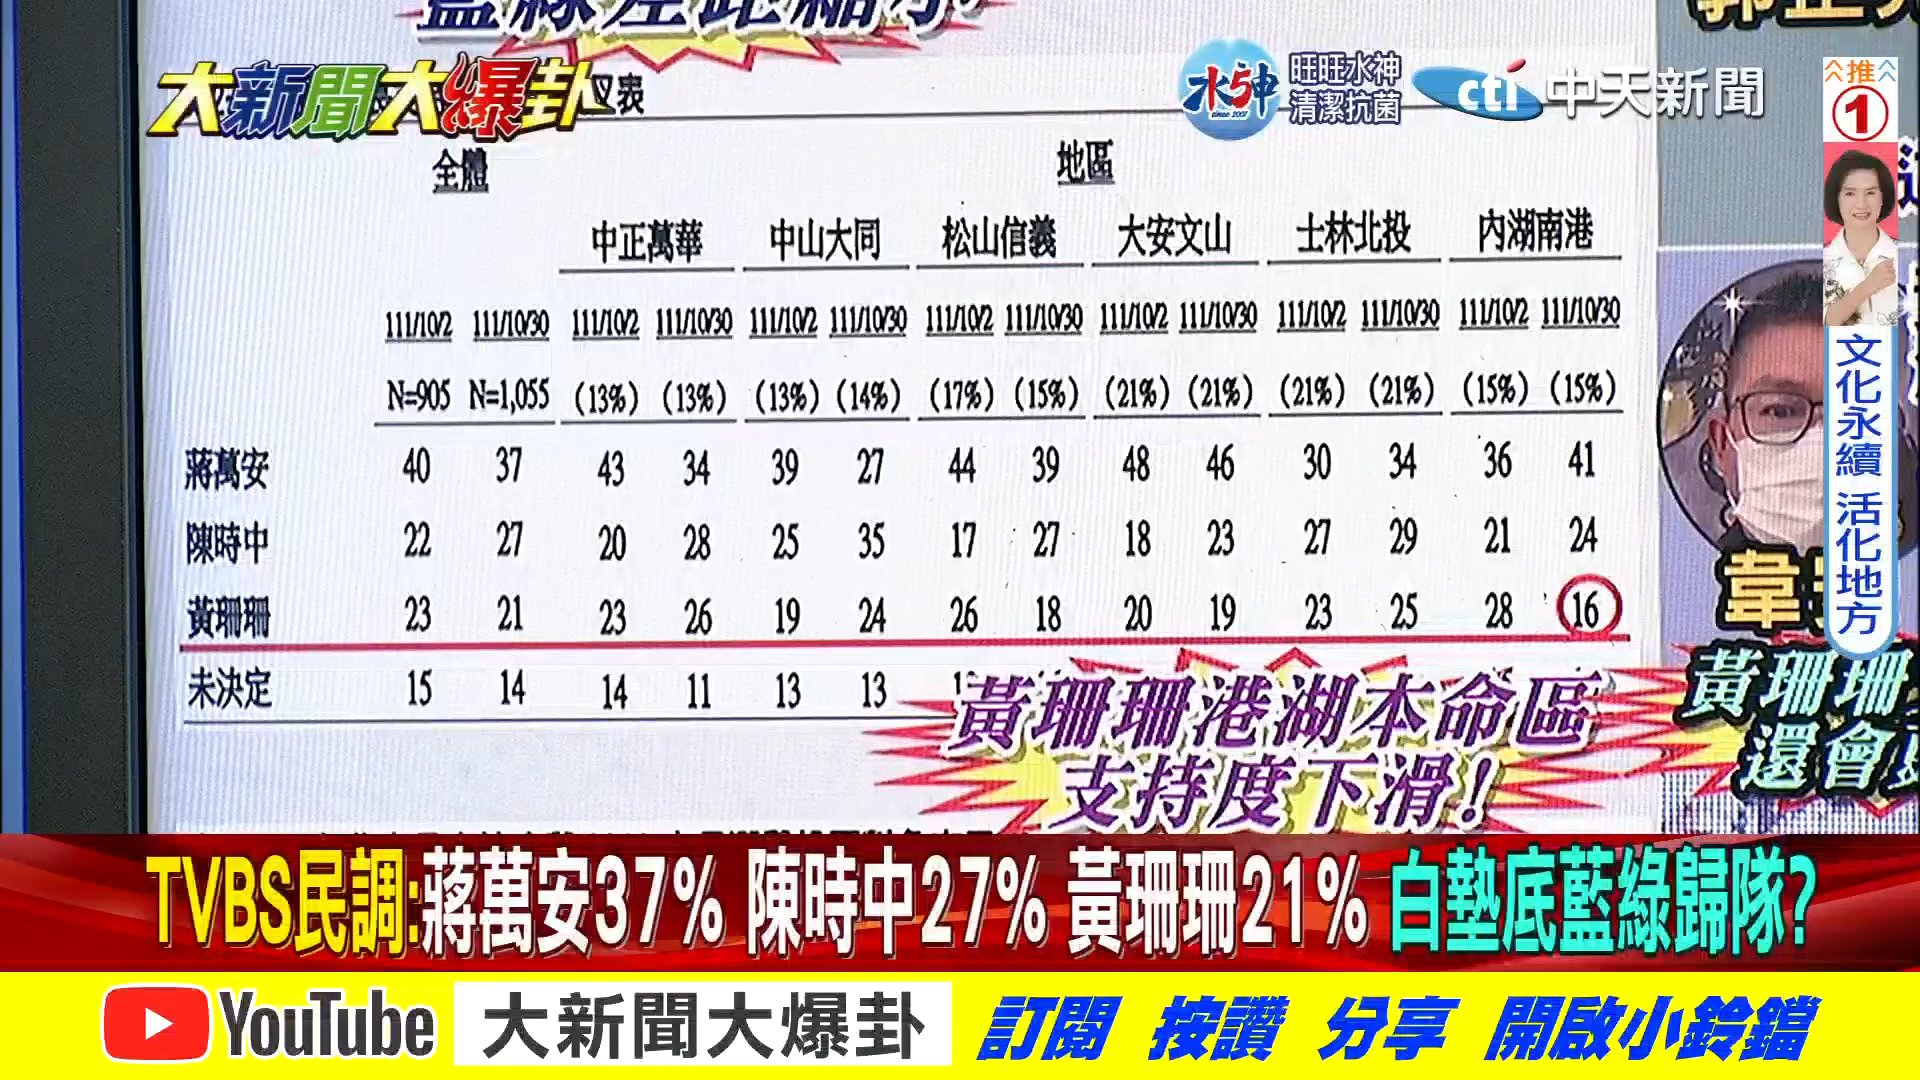 大新聞大爆卦
叉表
水神
since 2007
旺旺水神
清潔抗菌
cti 中天新聞
推
1
文化永續 活化地方
全體 地區
中正萬華 中山大同 松山信義 大安文山 士林北投 內湖南港
111/10/2 111/10/30 111/10/2 111/10/30 111/10/2 111/10/30 111/10/2 111/10/30 111/10/2 111/10/30 111/10/2 111/10/30 111/10/2 111/10/30
N=905 N=1,055 (13%) (13%) (13%) (14%) (17%) (15%) (21%) (21%) (21%) (21%) (15%) (15%)
蔣萬安 40 37 43 34 39 27 44 39 48 46 30 34 36 41
陳時中 22 27 20 28 25 35 17 27 18 23 27 29 21 24
黃珊珊 23 21 23 26 19 24 26 18 20 19 23 25 28 16
未決定 15 14 14 11 13 13
黃珊珊港湖本命區
支持度下滑!
韋
黃珊珊
還會
TVBS民調:蔣萬安37% 陳時中27% 黃珊珊21% 白墊底藍綠歸隊?
YouTube 大新聞大爆卦 訂閱 按讚 分享 開啟小鈴鐺